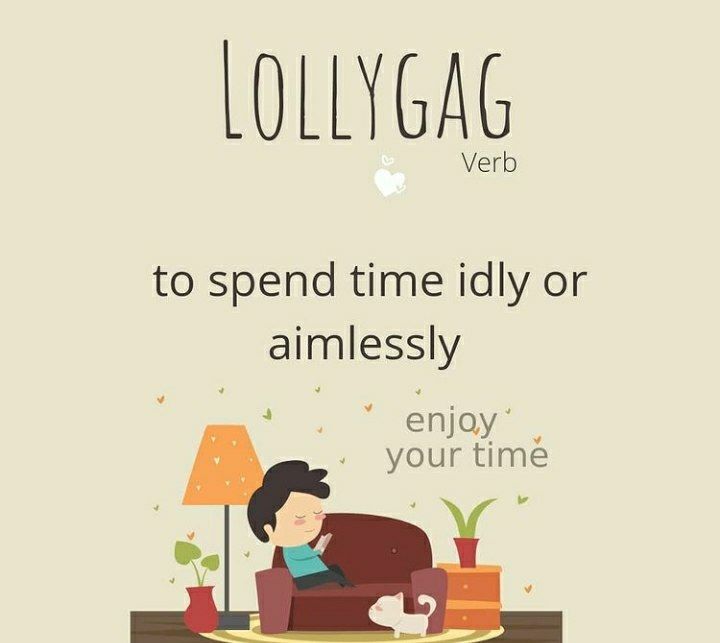 LOLLYGAG
Verb
to spend time idly or
aimlessly
enjoy
your time